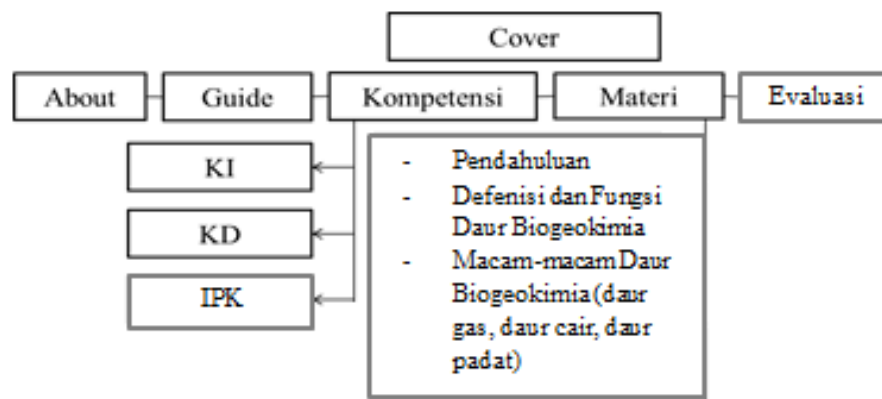 Cover
About
Guide
Kompetensi
Materi
Evaluasi
KI
KD
IPK
- Pendahuluan
- Defenisi dan Fungsi
Daur Biogeokimia
- Macam-macam Daur
Biogeokimia (daur
gas, daur cair, daur
padat)